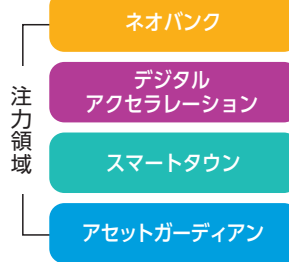 注力領域
ネオバンク
デジタル
アクセラレーション
スマートタウン
アセットガーディアン